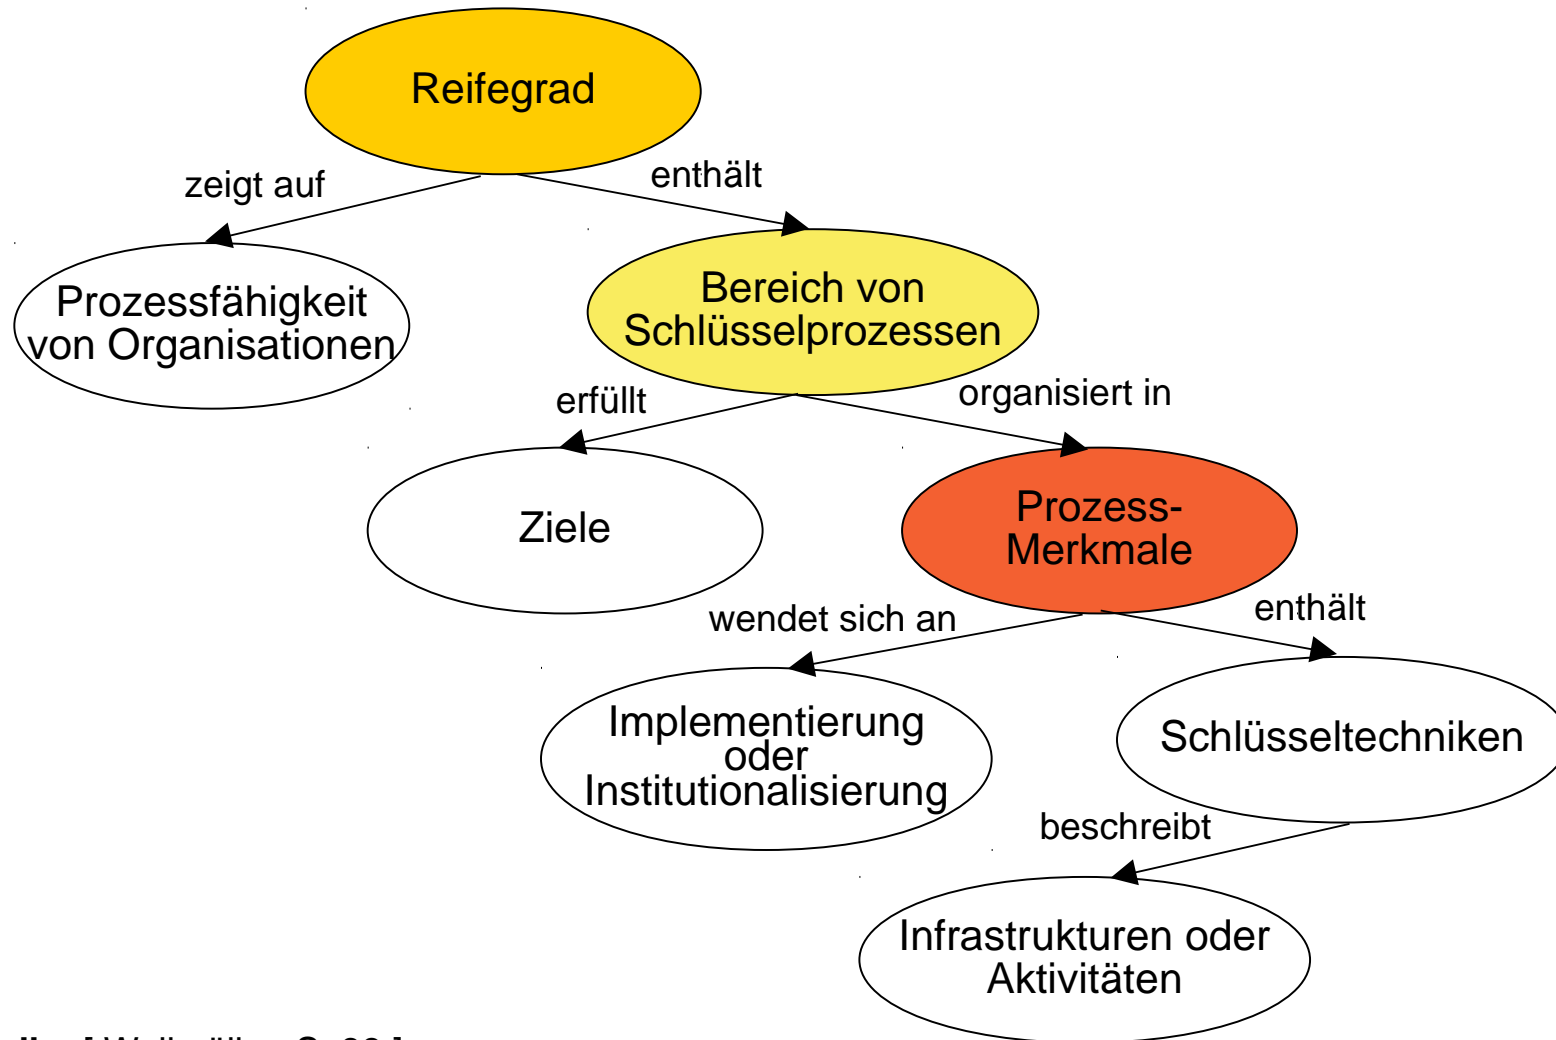 Reifegrad
zeigt auf
enthält
Prozessfähigkeit
von Organisationen
Bereich von
Schlüsselprozessen
erfüllt
organisiert in
Ziele
Prozess-
Merkmale
wendet sich an
enthält
Implementierung
oder
Institutionalisierung
Schlüsseltechniken
beschreibt
Infrastrukturen oder
Aktivitäten